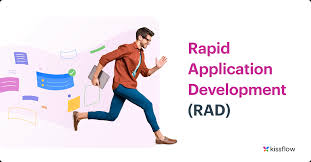 Rapid
Application
Development
(RAD)
kissflow